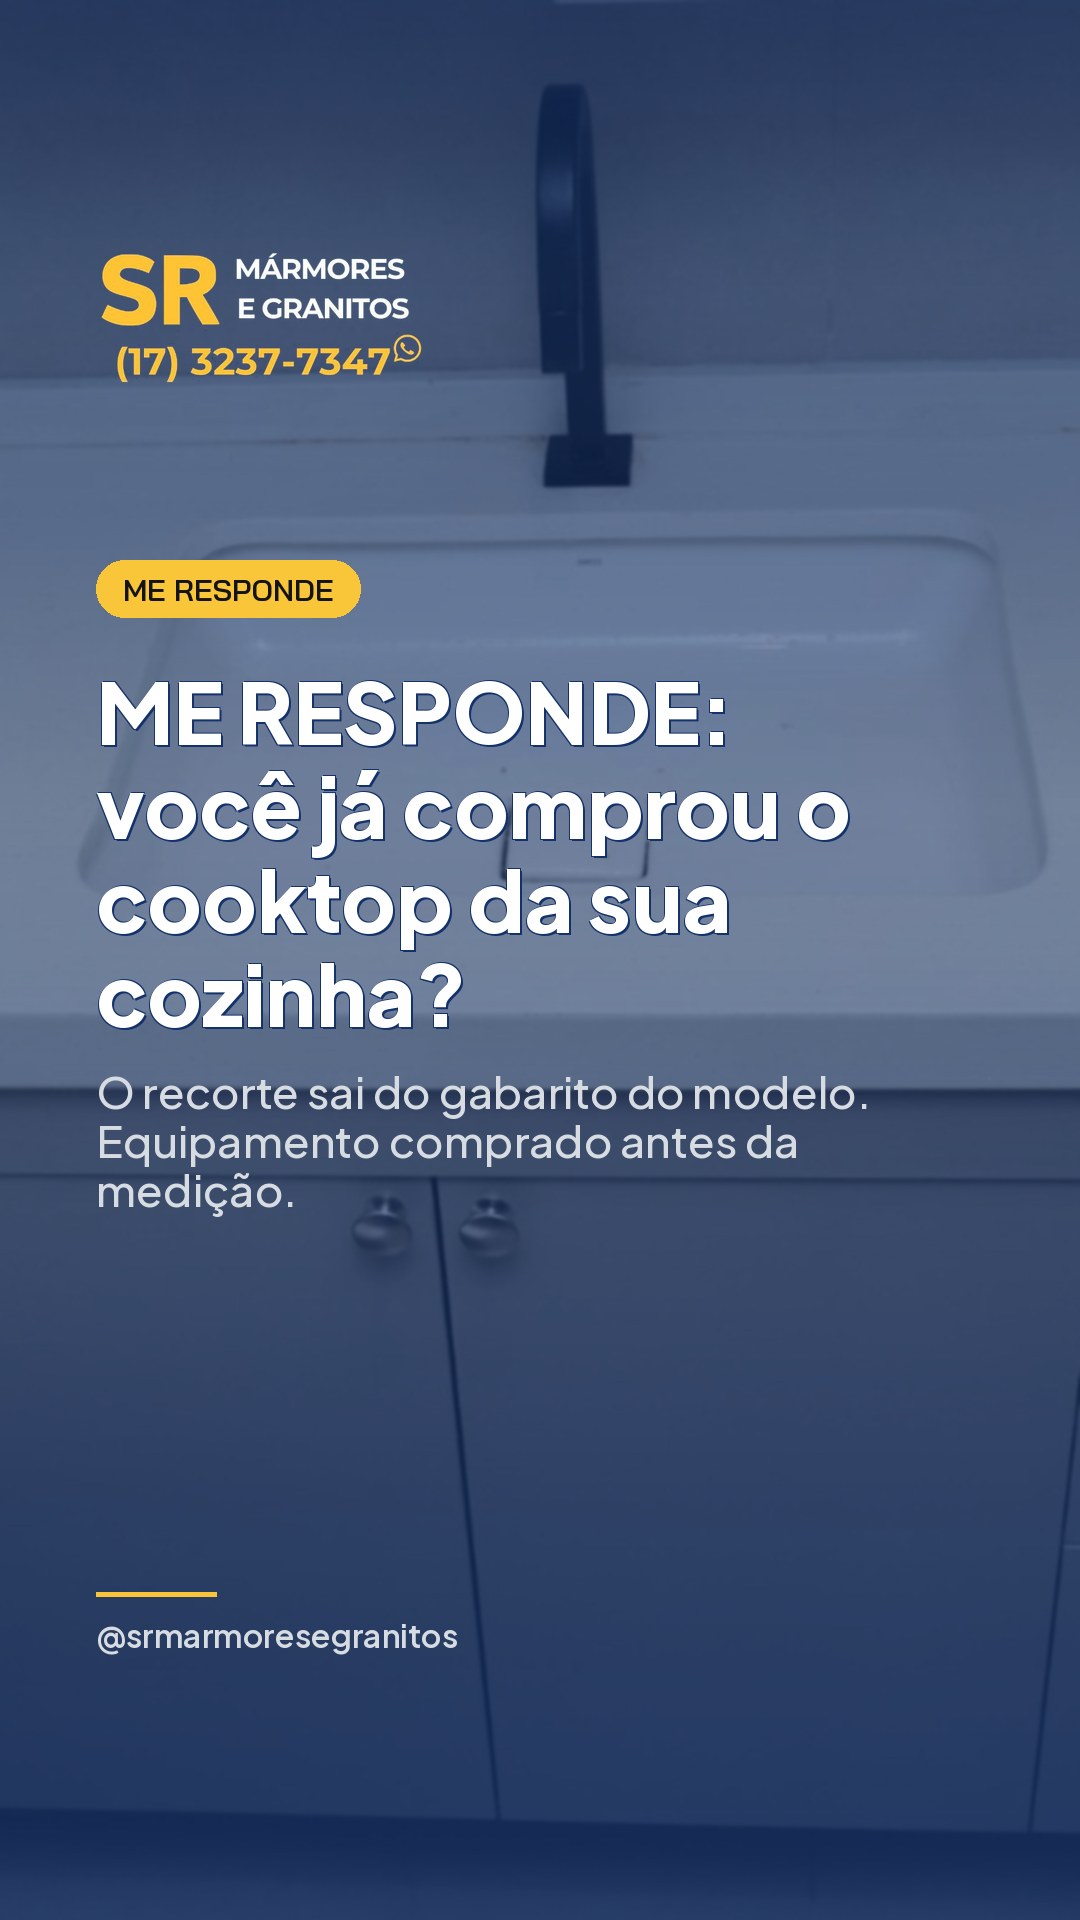 SR MÁRMORES
E GRANITOS
(17) 3237-7347
ME RESPONDE
ME RESPONDE:
você já comprou o
cooktop da sua
cozinha?
O recorte sai do gabarito do modelo.
Equipamento comprado antes da
medição.
@srmarmoresegranitos